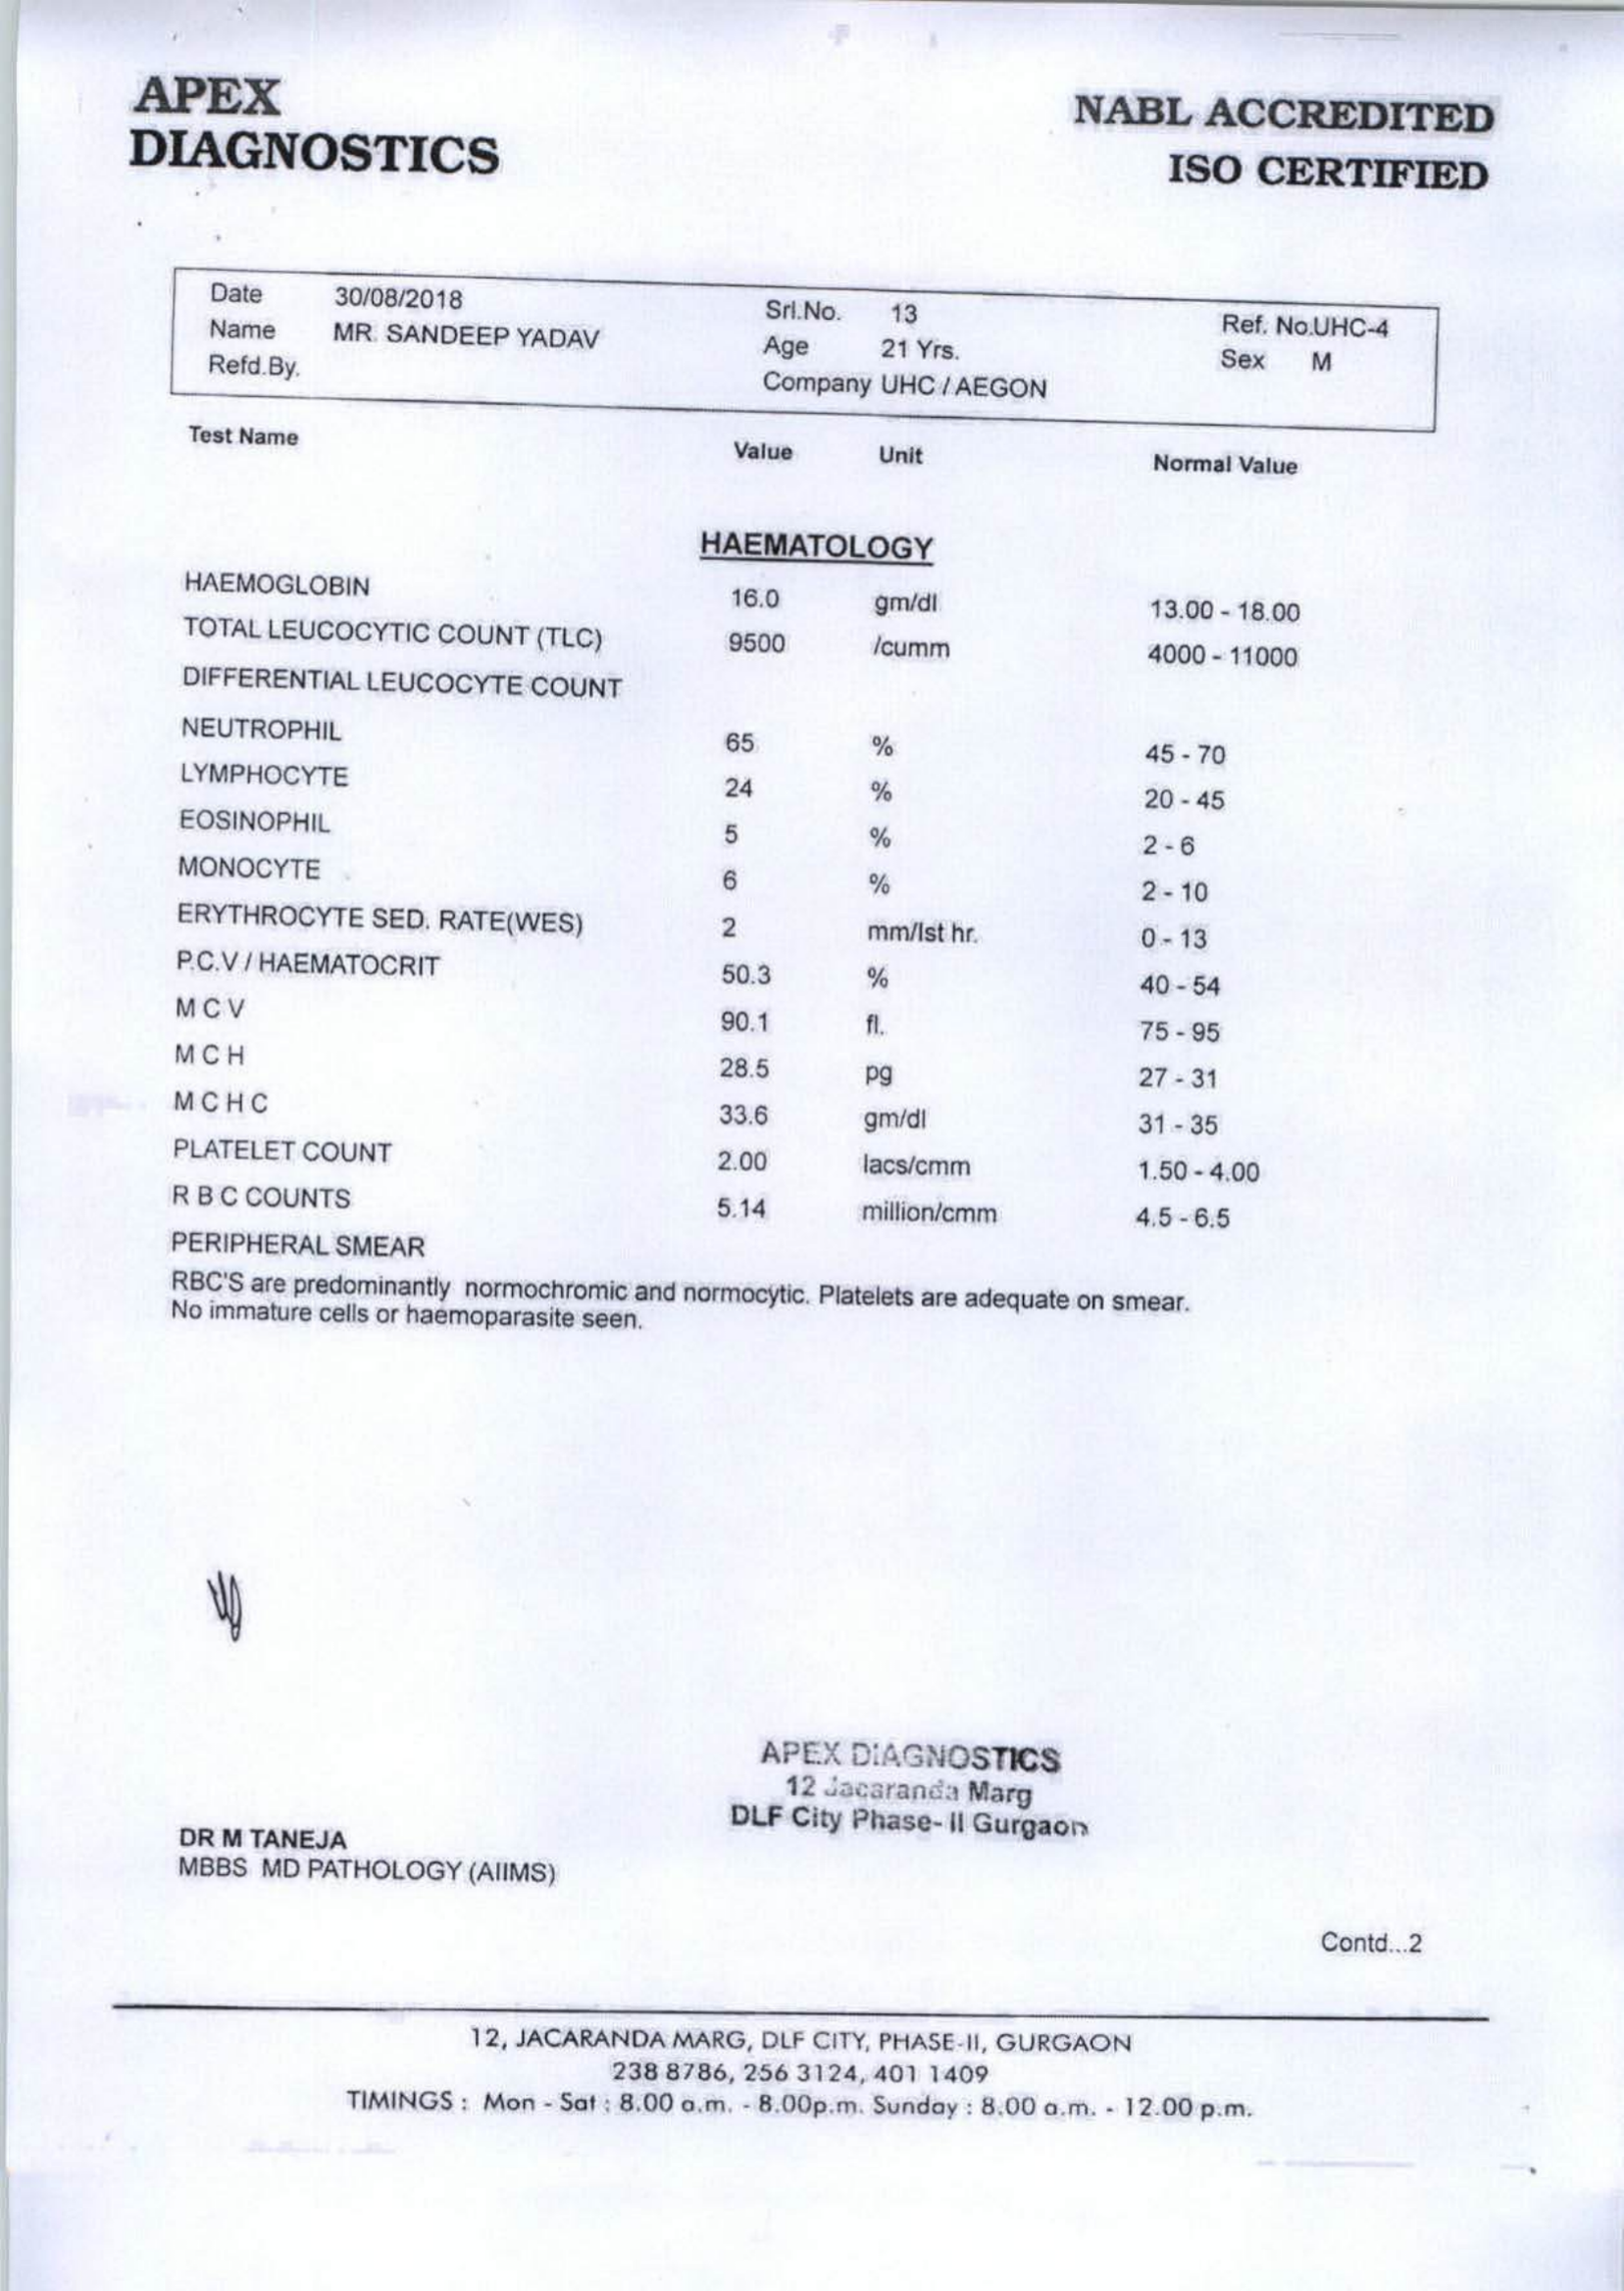 APEX
DIAGNOSTICS
NABL ACCREDITED
ISO CERTIFIED
Date 30/08/2018 Srl.No. 13 Ref. No.UHC-4
Name MR. SANDEEP YADAV Age 21 Yrs. Sex M
Refd.By. Company UHC / AEGON
Test Name Value Unit Normal Value
HAEMATOLOGY
HAEMOGLOBIN 16.0 gm/dl 13.00 - 18.00
TOTAL LEUCOCYTIC COUNT (TLC) 9500 /cumm 4000 - 11000
DIFFERENTIAL LEUCOCYTE COUNT
NEUTROPHIL 65 % 45 - 70
LYMPHOCYTE 24 % 20 - 45
EOSINOPHIL 5 % 2 - 6
MONOCYTE 6 % 2 - 10
ERYTHROCYTE SED. RATE(WES) 2 mm/Ist hr. 0 - 13
P.C.V / HAEMATOCRIT 50.3 % 40 - 54
M C V 90.1 fl. 75 - 95
M C H 28.5 pg 27 - 31
M C H C 33.6 gm/dl 31 - 35
PLATELET COUNT 2.00 lacs/cmm 1.50 - 4.00
R B C COUNTS 5.14 million/cmm 4.5 - 6.5
PERIPHERAL SMEAR
RBC'S are predominantly normochromic and normocytic. Platelets are adequate on smear.
No immature cells or haemoparasite seen.
APEX DIAGNOSTICS
12 Jacaranda Marg
DLF City Phase- II Gurgaon
DR M TANEJA
MBBS MD PATHOLOGY (AIIMS)
Contd...2
12, JACARANDA MARG, DLF CITY, PHASE-II, GURGAON
238 8786, 256 3124, 401 1409
TIMINGS : Mon - Sat : 8.00 a.m. - 8.00p.m. Sunday : 8.00 a.m. - 12.00 p.m.